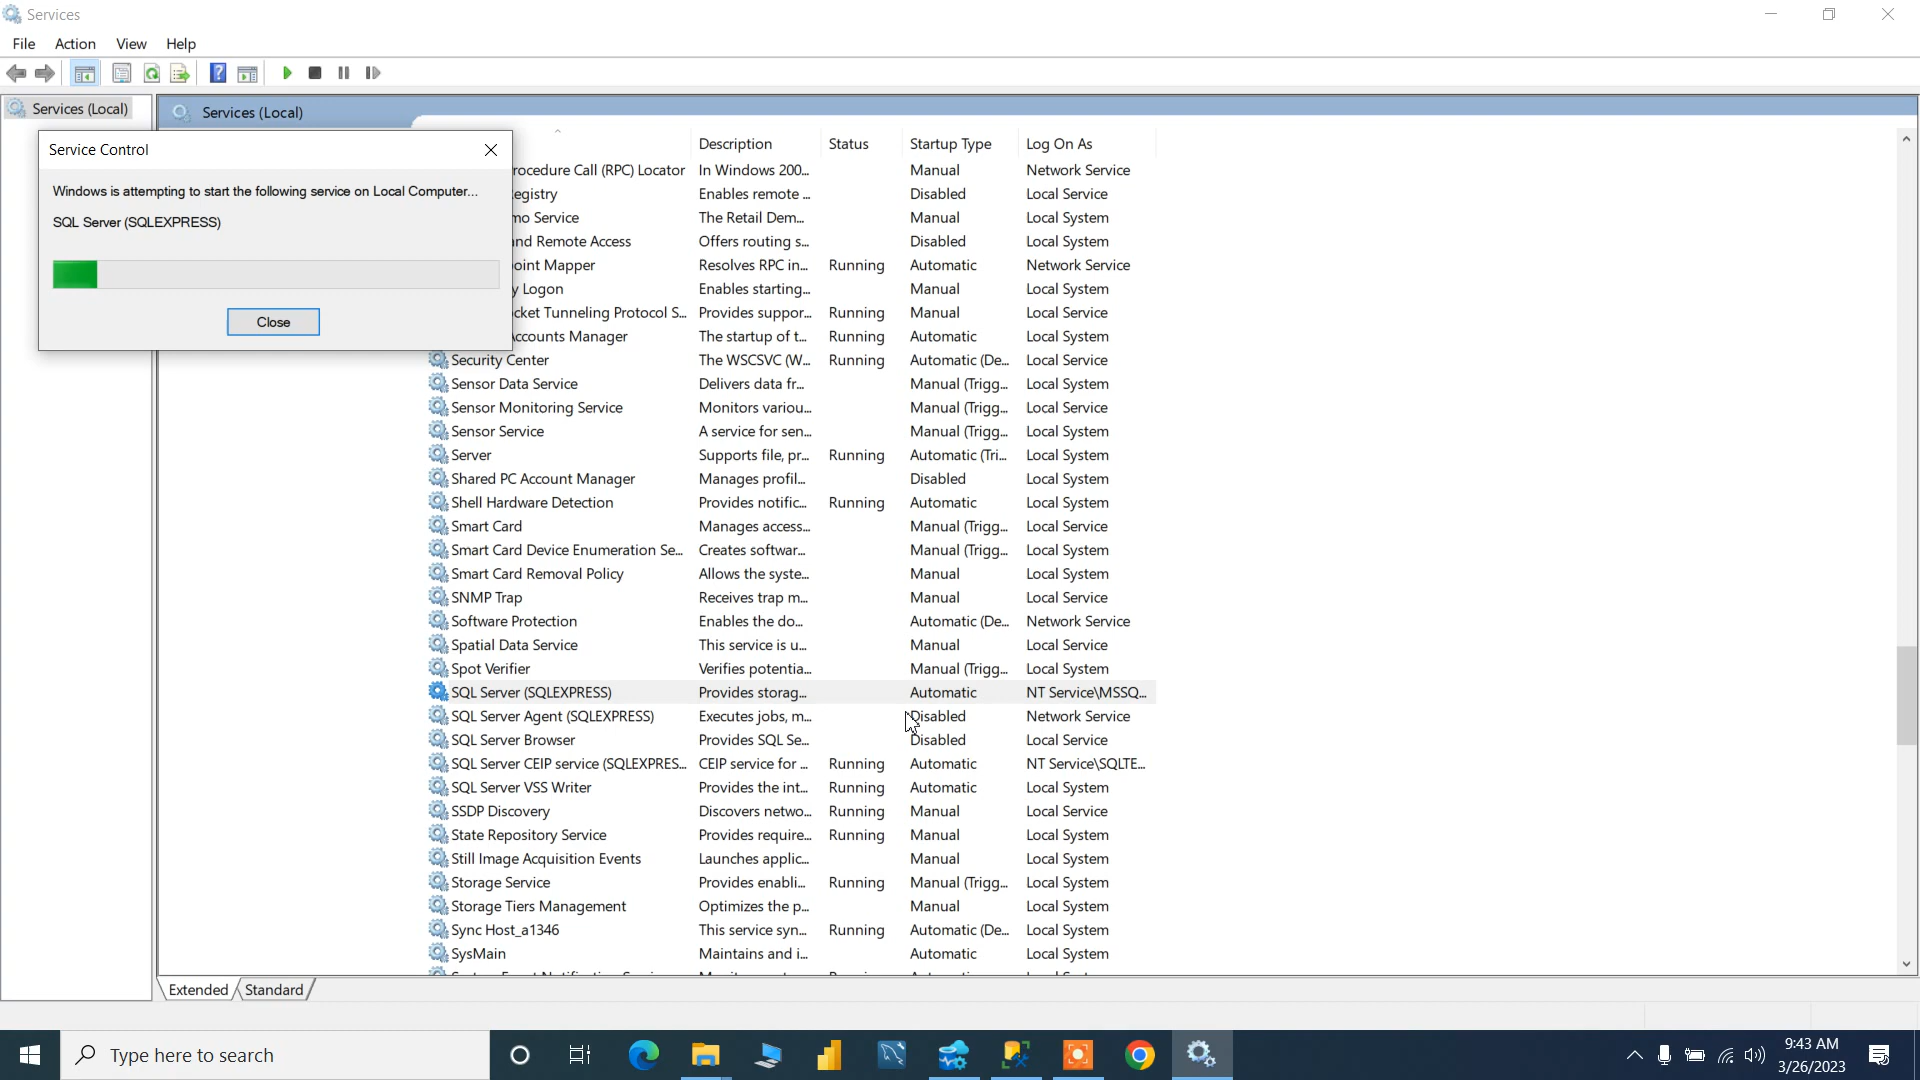 Services
File Action View Help
Services (Local)
Services (Local)
Service Control
Windows is attempting to start the following service on Local Computer...
SQL Server (SQLEXPRESS)
Close
Description Status Startup Type Log On As
rocedure Call (RPC) Locator In Windows 200... Manual Network Service
egistry Enables remote ... Disabled Local Service
mo Service The Retail Dem... Manual Local System
and Remote Access Offers routing s... Disabled Local System
oint Mapper Resolves RPC in... Running Automatic Network Service
y Logon Enables starting... Manual Local System
cket Tunneling Protocol S... Provides suppor... Running Manual Local Service
ccounts Manager The startup of t... Running Automatic Local System
Security Center The WSCSVC (W... Running Automatic (De... Local Service
Sensor Data Service Delivers data fr... Manual (Trigg... Local System
Sensor Monitoring Service Monitors variou... Manual (Trigg... Local Service
Sensor Service A service for sen... Manual (Trigg... Local System
Server Supports file, pr... Running Automatic (Tri... Local System
Shared PC Account Manager Manages profil... Disabled Local System
Shell Hardware Detection Provides notific... Running Automatic Local System
Smart Card Manages access... Manual (Trigg... Local Service
Smart Card Device Enumeration Se... Creates softwar... Manual (Trigg... Local System
Smart Card Removal Policy Allows the syste... Manual Local System
SNMP Trap Receives trap m... Manual Local Service
Software Protection Enables the do... Automatic (De... Network Service
Spatial Data Service This service is u... Manual Local Service
Spot Verifier Verifies potentia... Manual (Trigg... Local System
SQL Server (SQLEXPRESS) Provides storag... Automatic NT Service\MSSQ...
SQL Server Agent (SQLEXPRESS) Executes jobs, m... Disabled Network Service
SQL Server Browser Provides SQL Se... Disabled Local Service
SQL Server CEIP service (SQLEXPRES... CEIP service for ... Running Automatic NT Service\SQLTE...
SQL Server VSS Writer Provides the int... Running Automatic Local System
SSDP Discovery Discovers netwo... Running Manual Local Service
State Repository Service Provides require... Running Manual Local System
Still Image Acquisition Events Launches applic... Manual Local System
Storage Service Provides enabli... Running Manual (Trigg... Local System
Storage Tiers Management Optimizes the p... Manual Local System
Sync Host_a1346 This service syn... Running Automatic (De... Local System
SysMain Maintains and i... Automatic Local System
Extended Standard
Type here to search
9:43 AM
3/26/2023